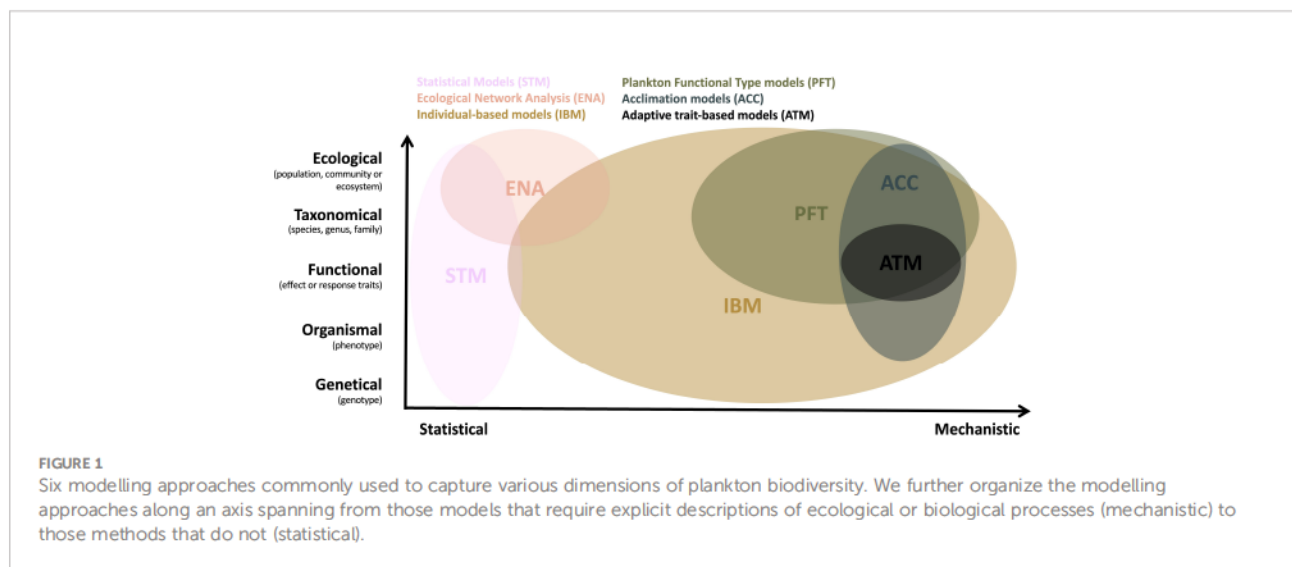 Statistical Models (STM)
Ecological Network Analysis (ENA)
Individual-based models (IBM)
Plankton Functional Type models (PFT)
Acclimation models (ACC)
Adaptive trait-based models (ATM)
Ecological
(population, community or
ecosystem)
Taxonomical
(species, genus, family)
Functional
(effect or response traits)
Organismal
(phenotype)
Genetical
(genotype)
STM
ENA
IBM
PFT
ACC
ATM
Statistical
Mechanistic
FIGURE 1
Six modelling approaches commonly used to capture various dimensions of plankton biodiversity. We further organize the modelling
approaches along an axis spanning from those models that require explicit descriptions of ecological or biological processes (mechanistic) to
those methods that do not (statistical).